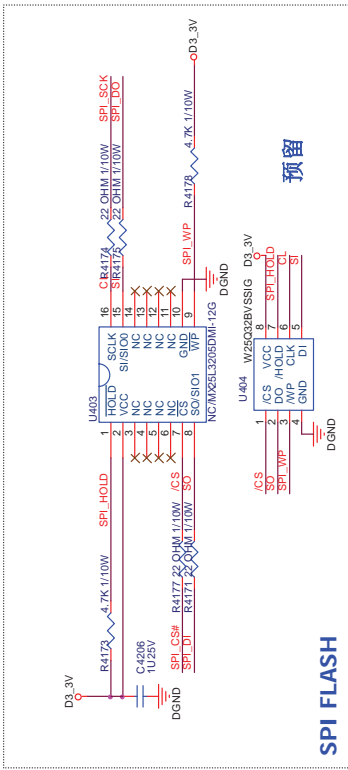 SPI FLASH
预留
D3_3V
R4173
4.7K 1/10W
SPI_HOLD
C4206
1U25V
DGND
SPI_CS#
SPI_DI
R4177
22 OHM 1/10W
R4171
22 OHM 1/10W
/CS
SO
U403
1 HOLD
2 VCC
3 NC
4 NC
5 NC
6 NC
7 CS
8 SO/SIO1
SCLK 16
SI/SIO0 15
NC 14
NC 13
NC 12
NC 11
GND 10
WP 9
NC/MX25L3205DMI-12G
R4174
22 OHM 1/10W
SPI_SCK
R4175
22 OHM 1/10W
SPI_DO
SPI_WP
R4178
4.7K 1/10W
D3_3V
DGND
U404
W25Q32BVSSIG
/CS 1 /CS
SO 2 DO
SPI_WP 3 /WP
4 GND
VCC 8 D3_3V
/HOLD 7 SPI_HOLD
CLK 6 CL
DI 5 SI
DGND